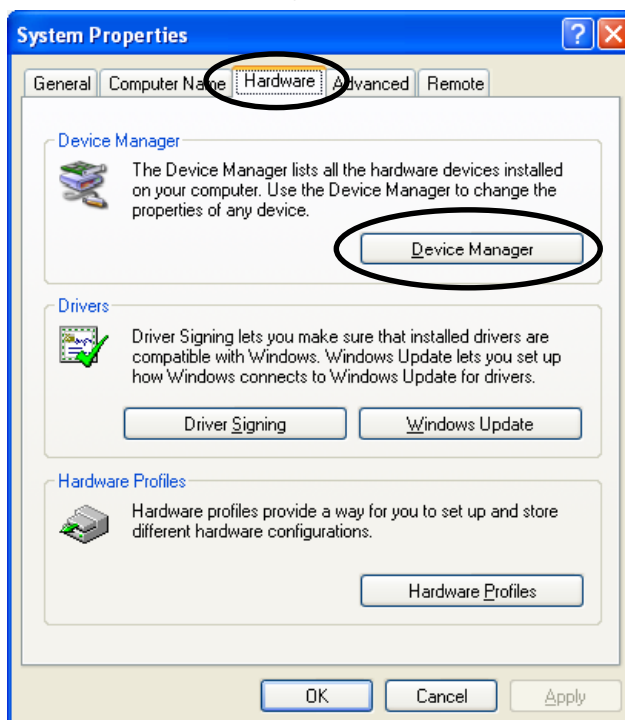 System Properties
General Computer Name Hardware Advanced Remote
Device Manager
The Device Manager lists all the hardware devices installed
on your computer. Use the Device Manager to change the
properties of any device.
Device Manager
Drivers
Driver Signing lets you make sure that installed drivers are
compatible with Windows. Windows Update lets you set up
how Windows connects to Windows Update for drivers.
Driver Signing Windows Update
Hardware Profiles
Hardware profiles provide a way for you to set up and store
different hardware configurations.
Hardware Profiles
OK Cancel Apply